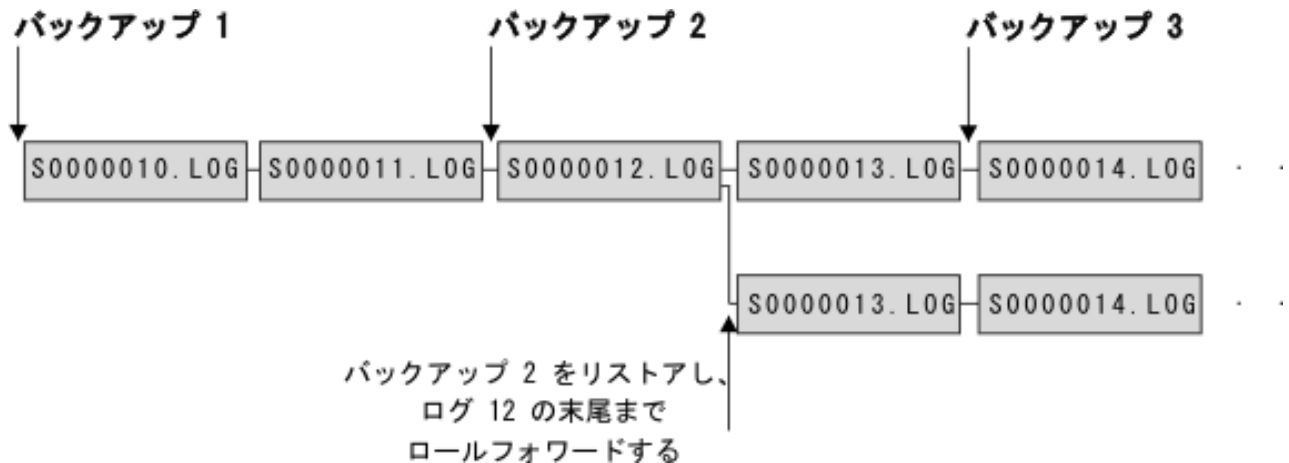 バックアップ 1
バックアップ 2
バックアップ 3
S0000010.LOG
S0000011.LOG
S0000012.LOG
S0000013.LOG
S0000014.LOG
S0000013.LOG
S0000014.LOG
バックアップ 2 をリストアし、
ログ 12 の末尾まで
ロールフォワードする